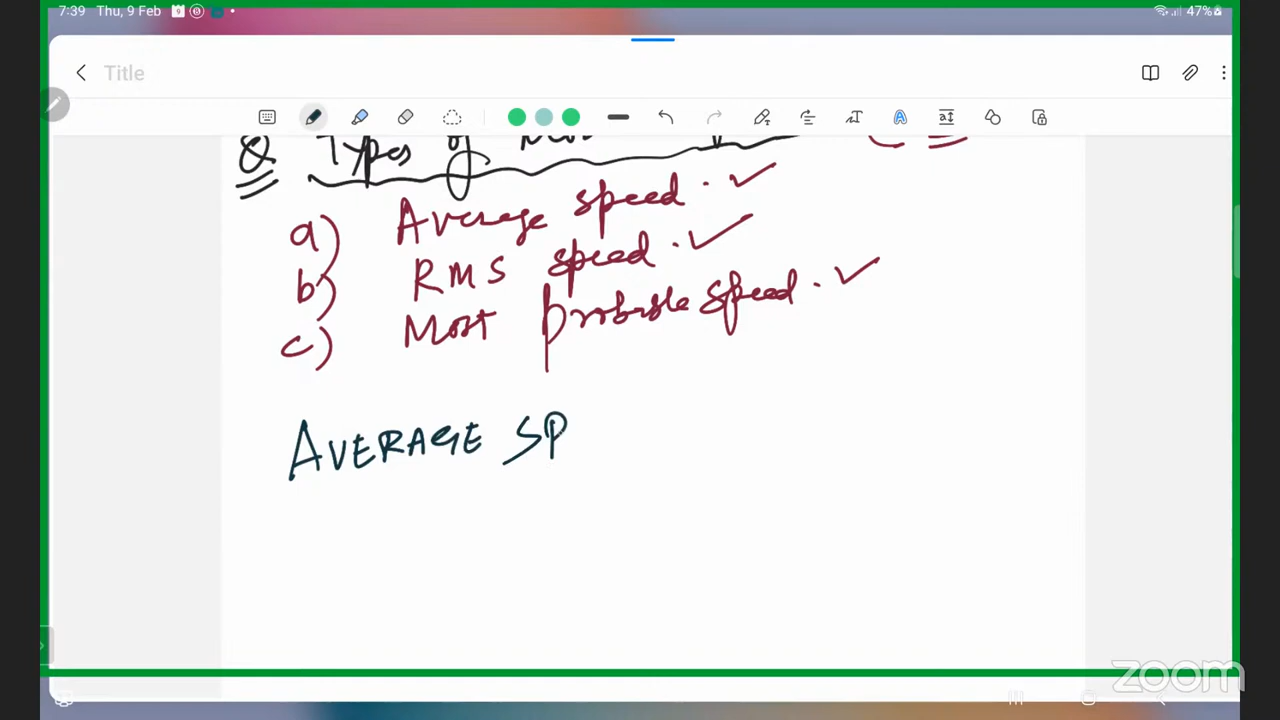 7:39 Thu, 9 Feb
47%
Title
Q Types of
a) Average speed.
b) RMS speed.
c) Most probable speed.
AVERAGE SP
zoom